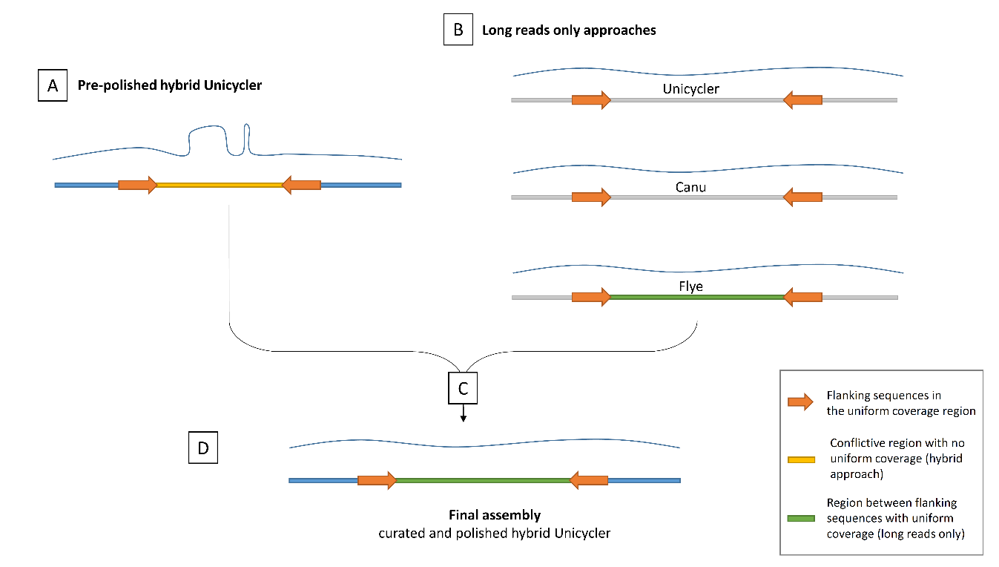 A
Pre-polished hybrid Unicycler
B
Long reads only approaches
Unicycler
Canu
Flye
C
D
Final assembly
curated and polished hybrid Unicycler
Flanking sequences in
the uniform coverage region
Conflictive region with no
uniform coverage (hybrid
approach)
Region between flanking
sequences with uniform
coverage (long reads only)